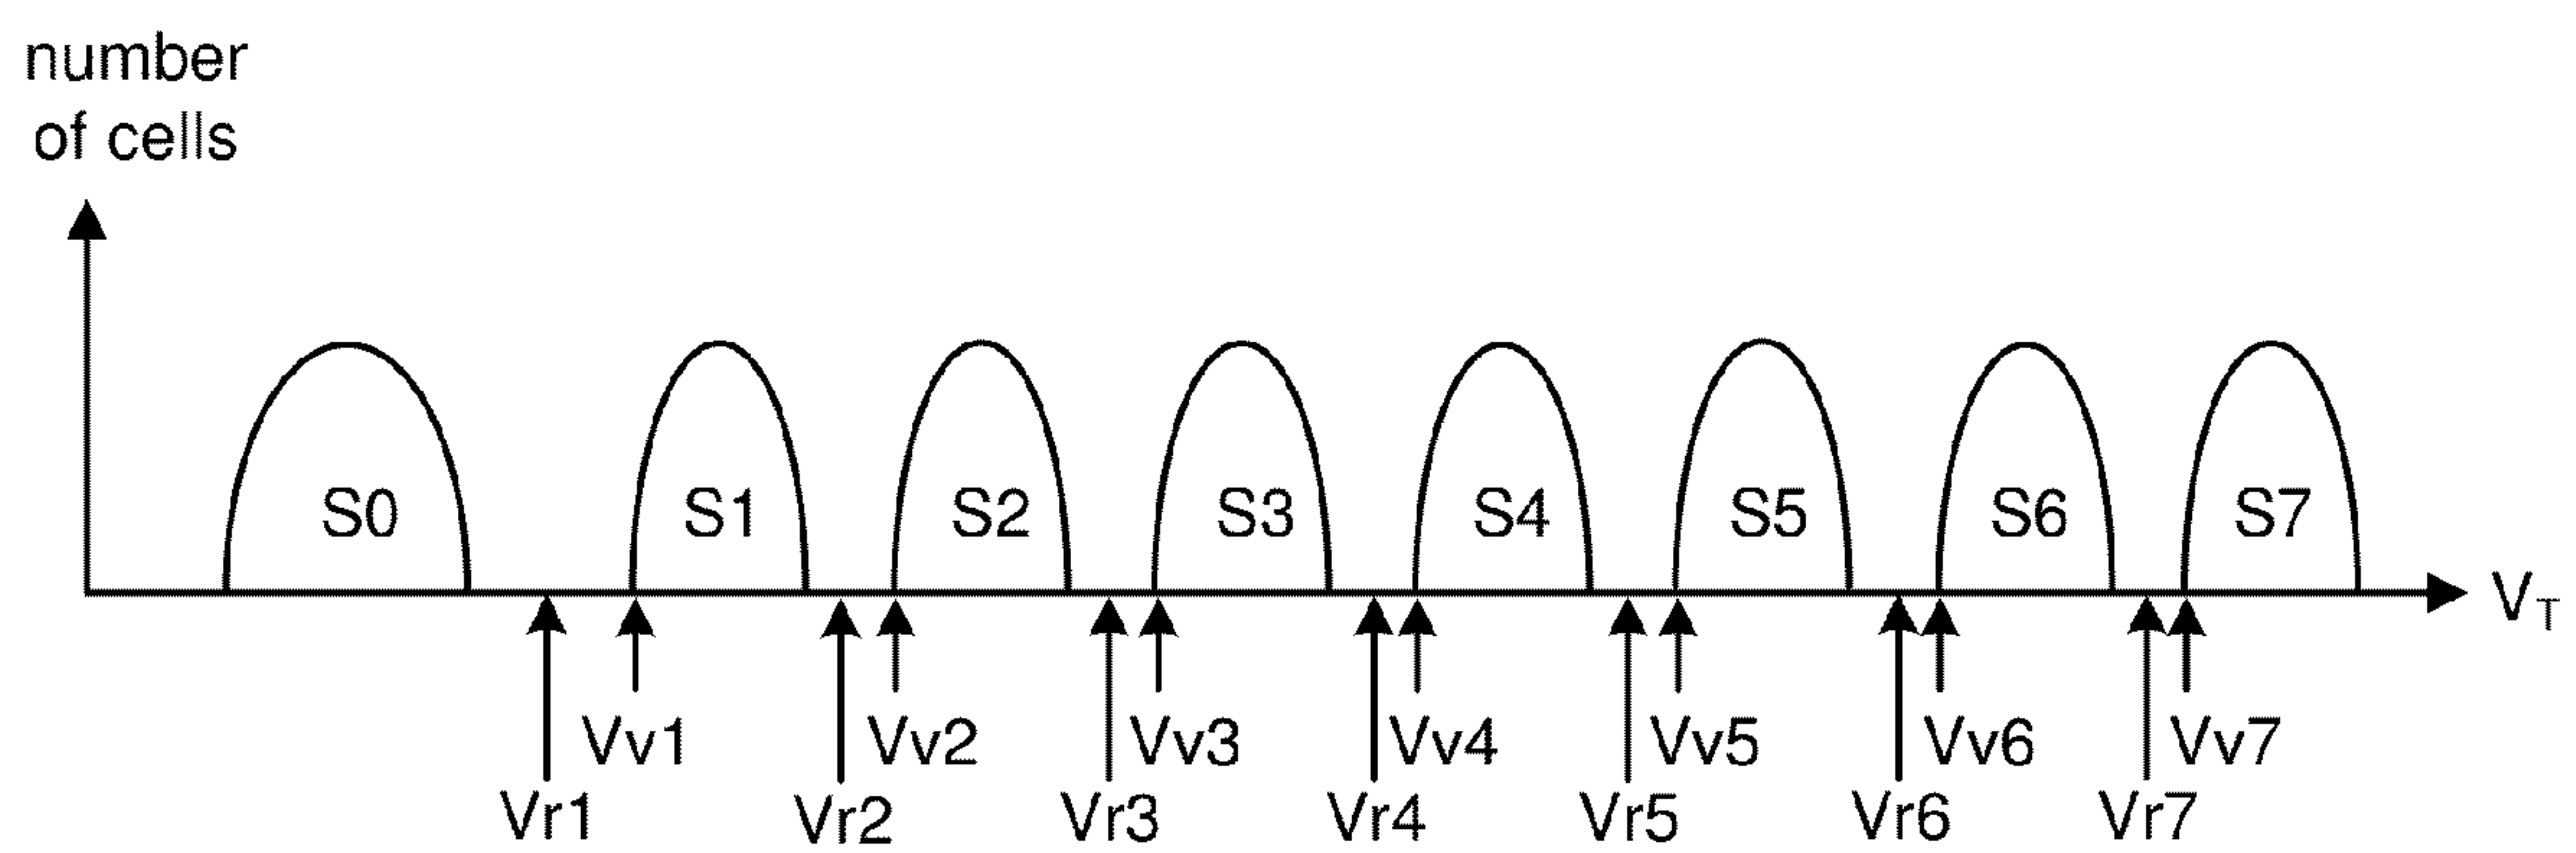 number
of cells
S0 S1 S2 S3 S4 S5 S6 S7
V_T
Vv1 Vv2 Vv3 Vv4 Vv5 Vv6 Vv7
Vr1 Vr2 Vr3 Vr4 Vr5 Vr6 Vr7